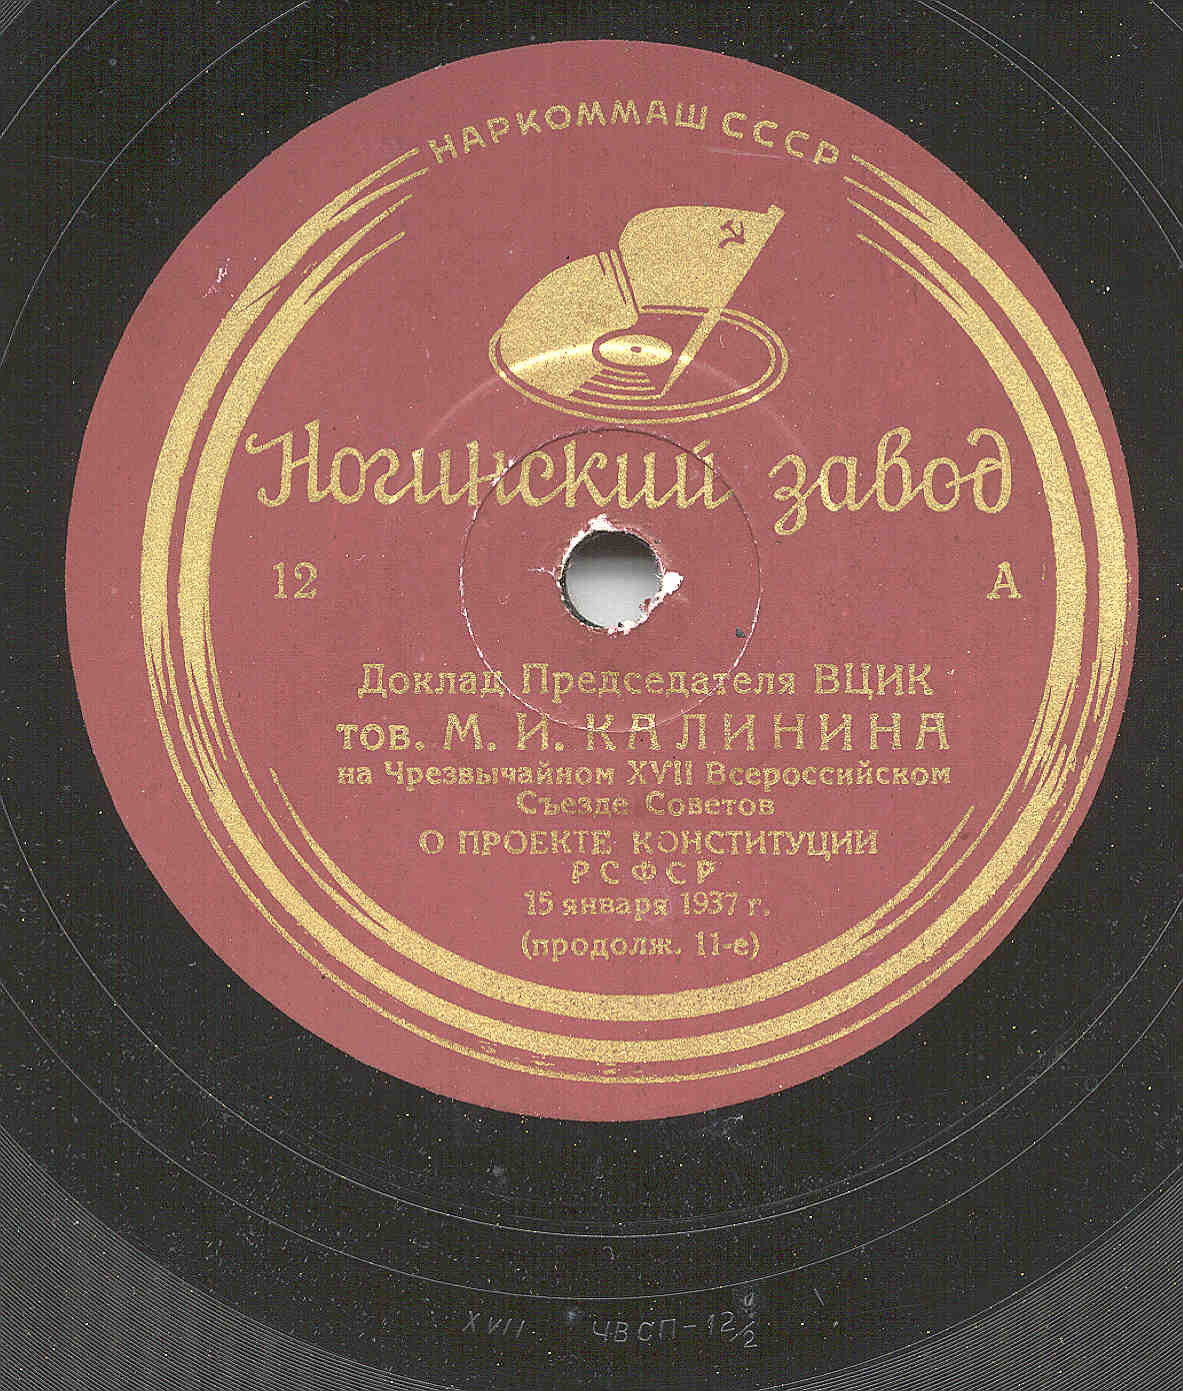 НАРКОММАШ СССР
Ногинский завод
12 А
Доклад Председателя ВЦИК
тов. М. И. КАЛИНИНА
на Чрезвычайном XVII Всероссийском
Съезде Советов
О ПРОЕКТЕ КОНСТИТУЦИИ
РСФСР
15 января 1937 г.
(продолж. 11-е)
XVII ЧВСП-12